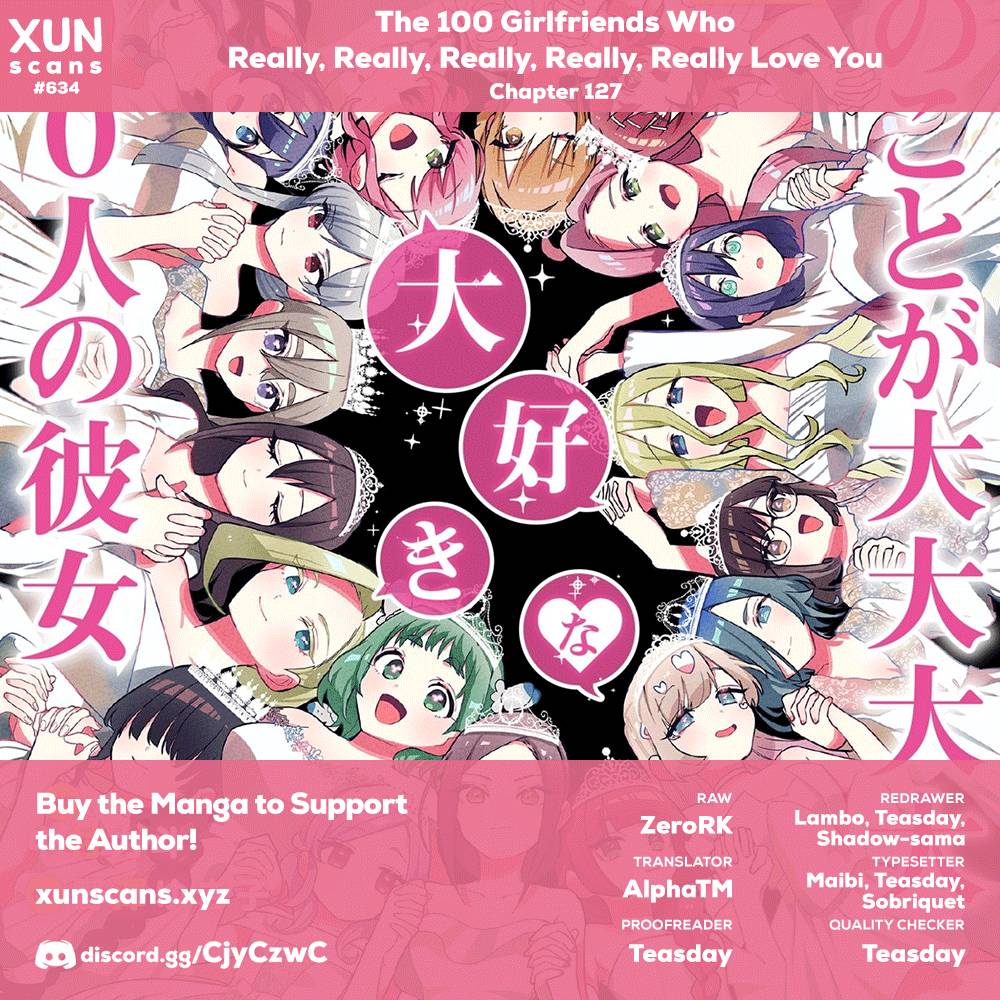 XUN
scans
#634
The 100 Girlfriends Who
Really, Really, Really, Really, Really Love You
Chapter 127
のことが大大大
大
好
き
な
0人の彼女
Buy the Manga to Support
the Author!
xunscans.xyz
discord.gg/CjyCzwC
RAW
ZeroRK
TRANSLATOR
AlphaTM
PROOFREADER
Teasday
REDRAWER
Lambo, Teasday,
Shadow-sama
TYPESETTER
Maibi, Teasday,
Sobriquet
QUALITY CHECKER
Teasday